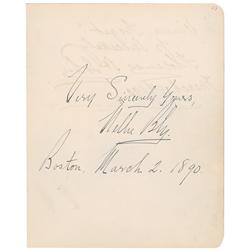 Very Sincerely Yours,
Nellie Bly.
Boston, March 2. 1890.